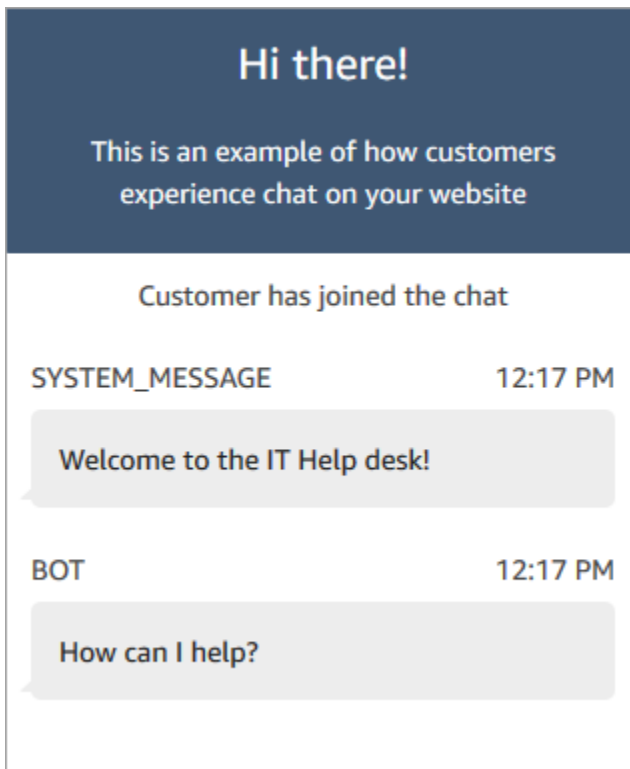 Hi there!
This is an example of how customers
experience chat on your website
Customer has joined the chat
SYSTEM_MESSAGE 12:17 PM
Welcome to the IT Help desk!
BOT 12:17 PM
How can I help?